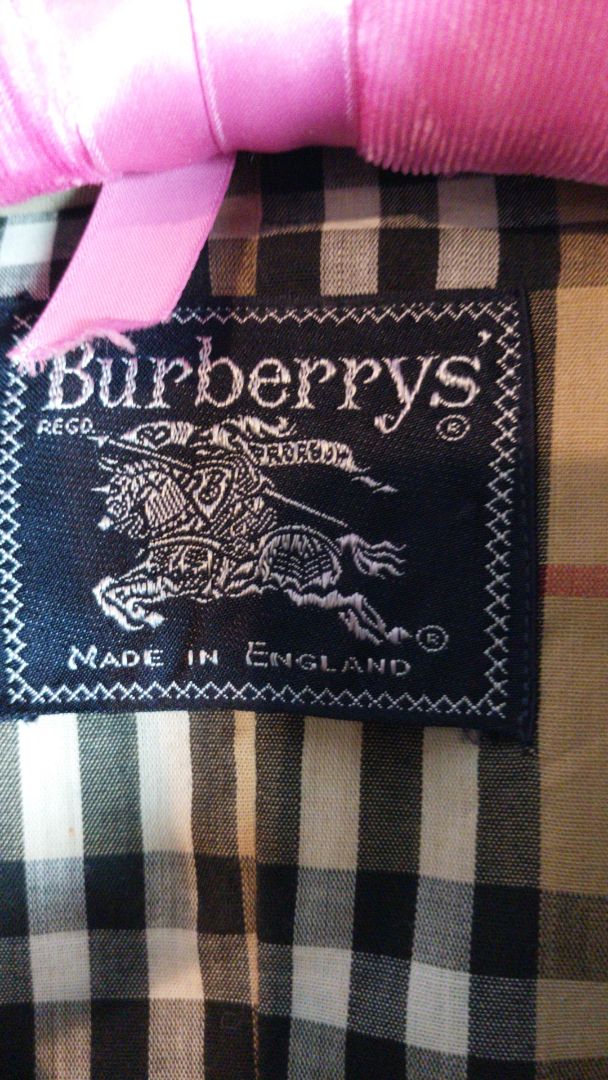 Burberrys'
REGD. ®
®
MADE IN ENGLAND